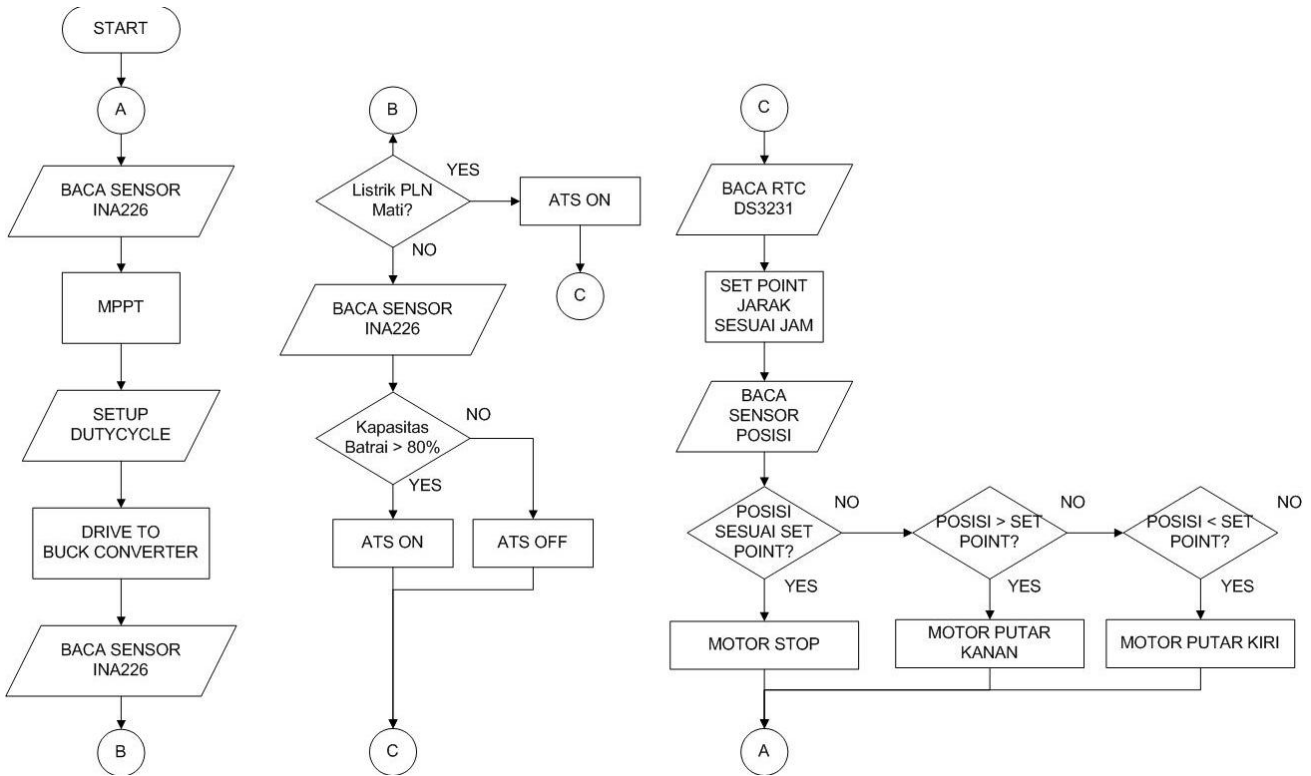 START
A
BACA SENSOR
INA226
MPPT
SETUP
DUTYCYCLE
DRIVE TO
BUCK CONVERTER
BACA SENSOR
INA226
B
B
Listrik PLN
Mati?
YES
ATS ON
C
NO
BACA SENSOR
INA226
Kapasitas
Batrai > 80%
NO
YES
ATS ON
ATS OFF
C
C
BACA RTC
DS3231
SET POINT
JARAK
SESUAI JAM
BACA
SENSOR
POSISI
POSISI
SESUAI SET
POINT?
NO
POSISI > SET
POINT?
NO
POSISI < SET
POINT?
NO
YES
YES
YES
MOTOR STOP
MOTOR PUTAR
KANAN
MOTOR PUTAR KIRI
A